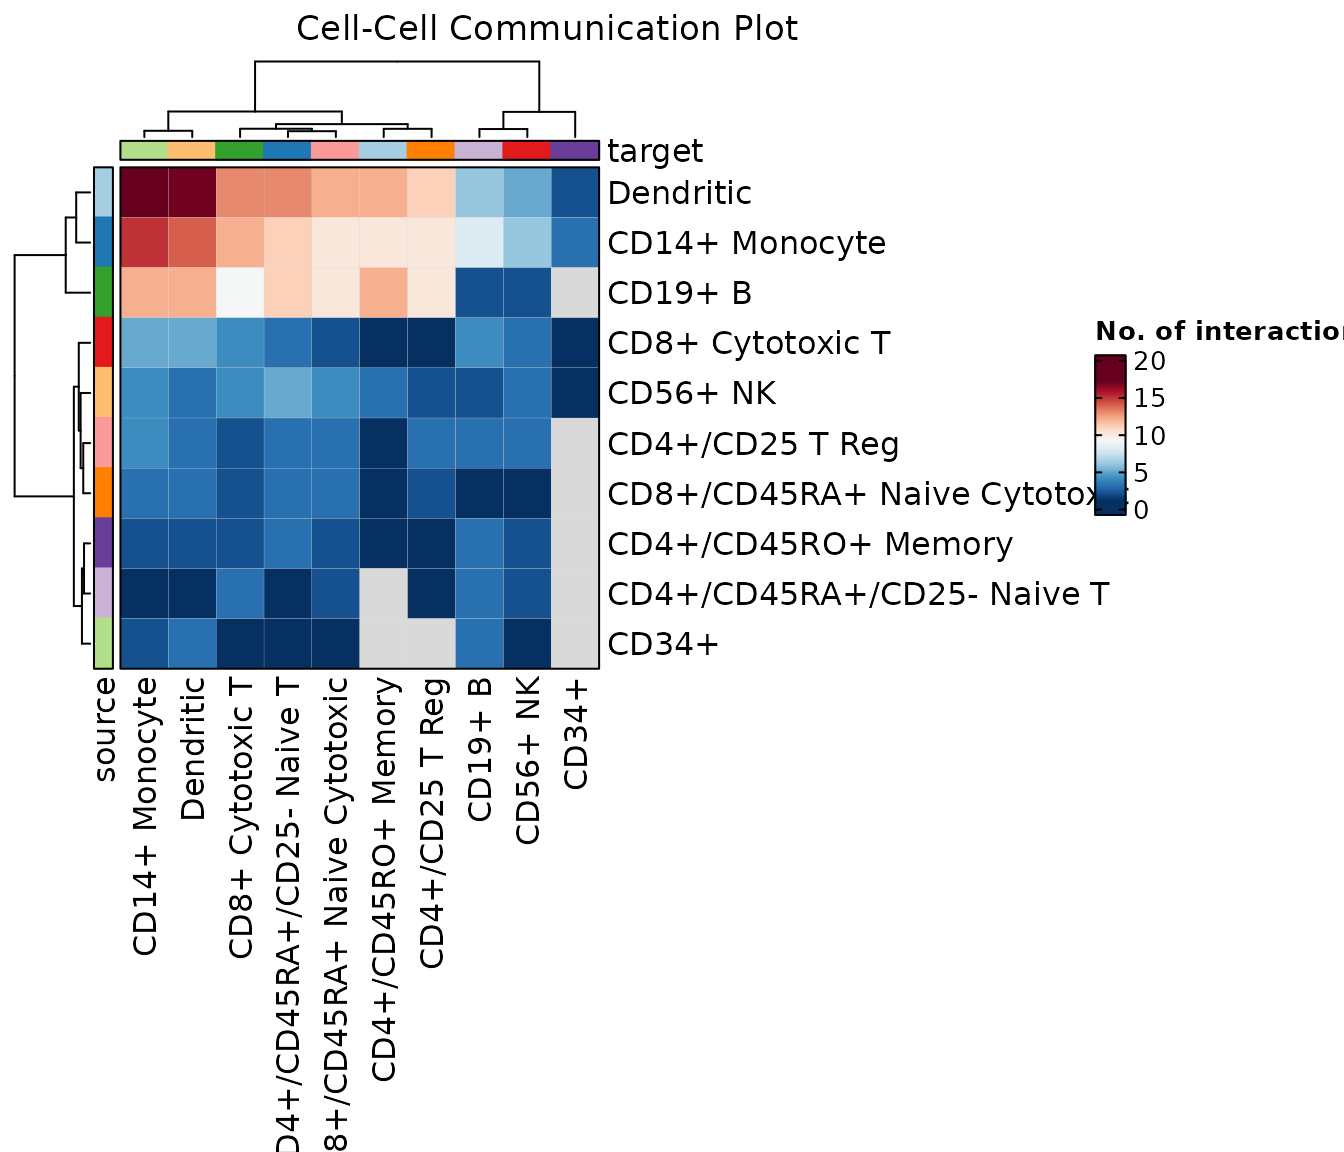 Cell-Cell Communication Plot
target
Dendritic
CD14+ Monocyte
CD19+ B
CD8+ Cytotoxic T
CD56+ NK
CD4+/CD25 T Reg
CD8+/CD45RA+ Naive Cytotox
CD4+/CD45RO+ Memory
CD4+/CD45RA+/CD25- Naive T
CD34+
No. of interactio
20
15
10
5
0
source
CD14+ Monocyte
Dendritic
CD8+ Cytotoxic T
D4+/CD45RA+/CD25- Naive T
8+/CD45RA+ Naive Cytotoxic
CD4+/CD45RO+ Memory
CD4+/CD25 T Reg
CD19+ B
CD56+ NK
CD34+